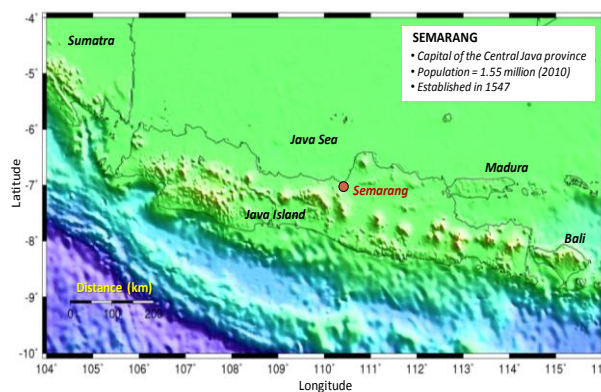 SEMARANG
• Capital of the Central Java province
• Population = 1.55 million (2010)
• Established in 1547
Sumatra
Java Sea
Madura
Semarang
Java Island
Bali
Distance (km)
0 100 200
Latitude
-4˚
-5˚
-6˚
-7˚
-8˚
-9˚
-10˚
104˚ 105˚ 106˚ 107˚ 108˚ 109˚ 110˚ 111˚ 112˚ 113˚ 114˚ 115˚
Longitude